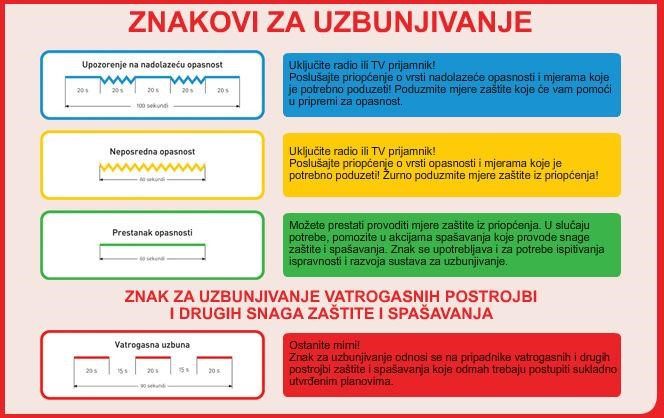 ZNAKOVI ZA UZBUNJIVANJE
Upozorenje na nadolazeću opasnost
20 s 20 s 20 s 20 s 20 s
100 sekundi
Uključite radio ili TV prijamnik!
Poslušajte priopćenje o vrsti nadolazeće opasnosti i mjerama koje
je potrebno poduzeti! Poduzmite mjere zaštite koje će vam pomoći
u pripremi za opasnost.
Neposredna opasnost
60 sekundi
Uključite radio ili TV prijamnik!
Poslušajte priopćenje o vrsti opasnosti i mjerama koje je
potrebno poduzeti! Žurno poduzmite mjere zaštite iz priopćenja!
Prestanak opasnosti
60 sekundi
Možete prestati provoditi mjere zaštite iz priopćenja. U slučaju
potrebe, pomozite u akcijama spašavanja koje provode snage
zaštite i spašavanja. Znak se upotrebljava i za potrebe ispitivanja
ispravnosti i razvoja sustava za uzbunjivanje.
ZNAK ZA UZBUNJIVANJE VATROGASNIH POSTROJBI
I DRUGIH SNAGA ZAŠTITE I SPAŠAVANJA
Vatrogasna uzbuna
20 s 15 s 20 s 15 s 20 s
90 sekundi
Ostanite mirni!
Znak za uzbunjivanje odnosi se na pripadnike vatrogasnih i drugih
postrojbi zaštite i spašavanja koje odmah trebaju postupiti sukladno
utvrđenim planovima.